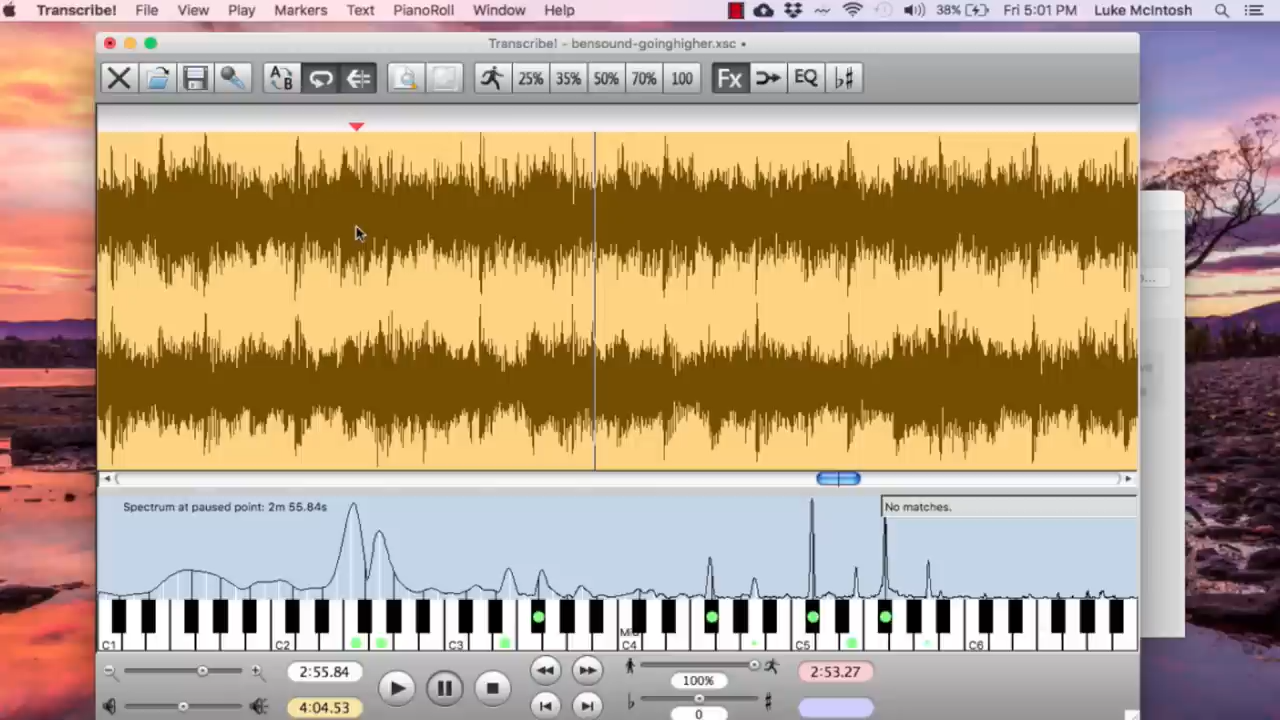 Transcribe! File View Play Markers Text PianoRoll Window Help 38% Fri 5:01 PM Luke McIntosh
Transcribe! - bensound-goinghigher.xsc •
A B 25% 35% 50% 70% 100 Fx EQ b#
Spectrum at paused point: 2m 55.84s
No matches.
C1 C2 C3 C4 C5 C6
2:55.84
100%
2:53.27
4:04.53
0